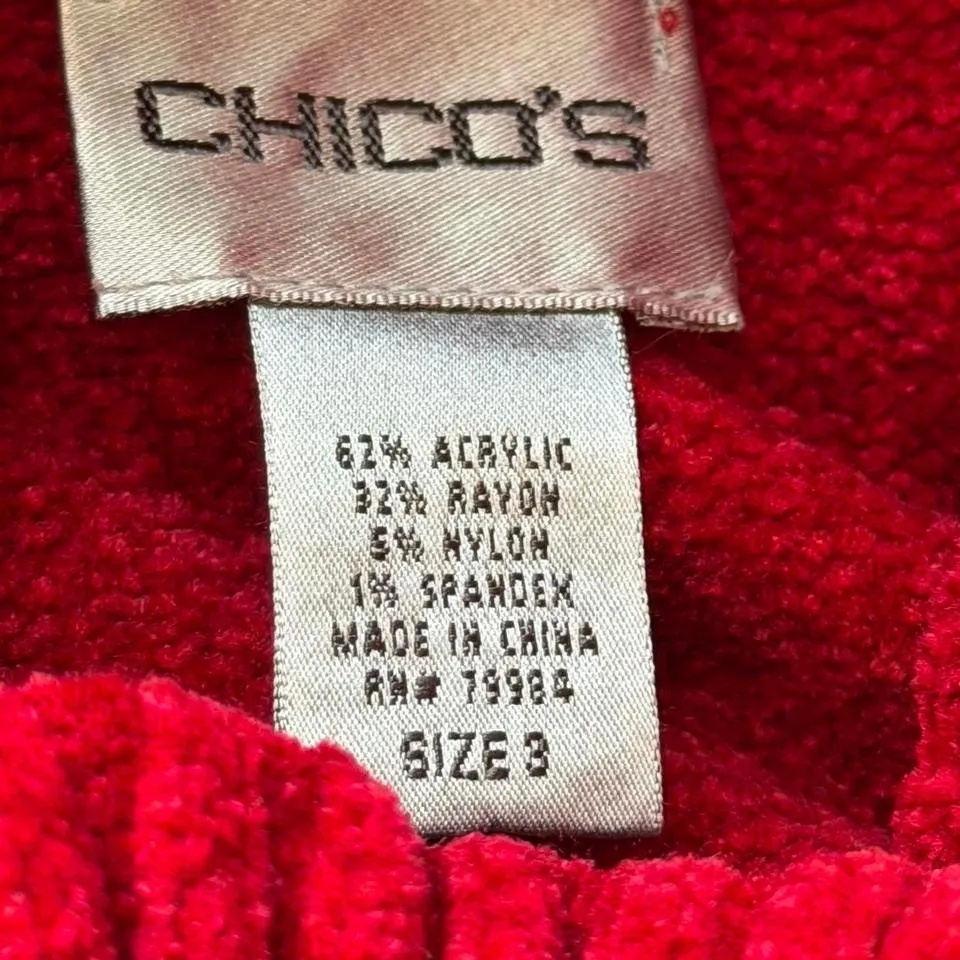 CHICO'S
62% ACRYLIC
32% RAYON
5% NYLON
1% SPANDEX
MADE IN CHINA
RN# 79984
SIZE 3